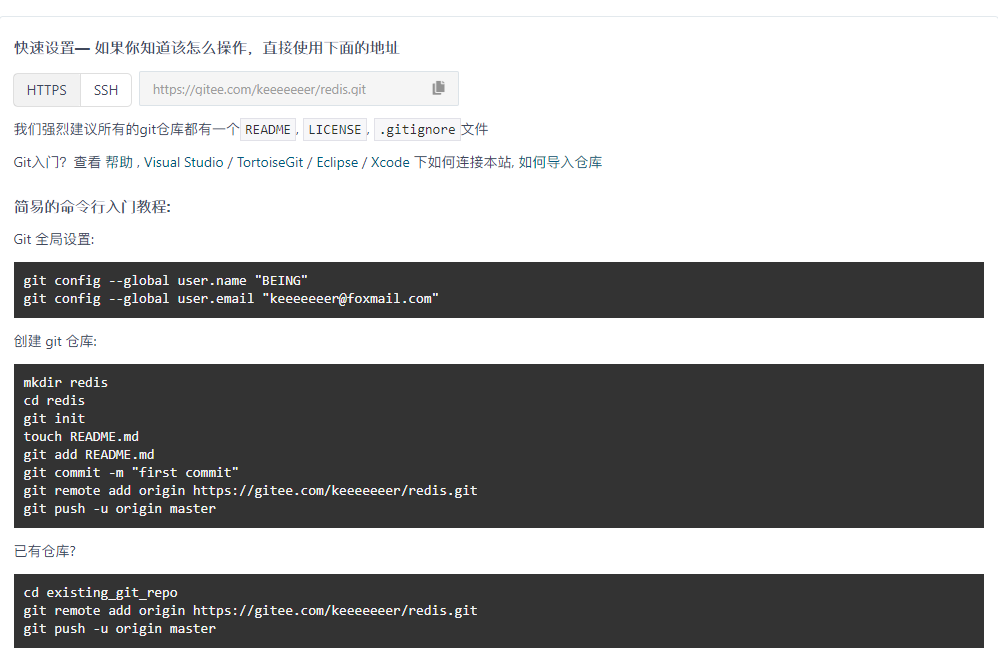 快速设置— 如果你知道该怎么操作，直接使用下面的地址
HTTPS SSH https://gitee.com/keeeeeeer/redis.git
我们强烈建议所有的git仓库都有一个 README, LICENSE, .gitignore 文件
Git入门？查看 帮助 , Visual Studio / TortoiseGit / Eclipse / Xcode 下如何连接本站, 如何导入仓库
简易的命令行入门教程:
Git 全局设置:
git config --global user.name "BEING"
git config --global user.email "keeeeeeer@foxmail.com"
创建 git 仓库:
mkdir redis
cd redis
git init
touch README.md
git add README.md
git commit -m "first commit"
git remote add origin https://gitee.com/keeeeeeer/redis.git
git push -u origin master
已有仓库?
cd existing_git_repo
git remote add origin https://gitee.com/keeeeeeer/redis.git
git push -u origin master